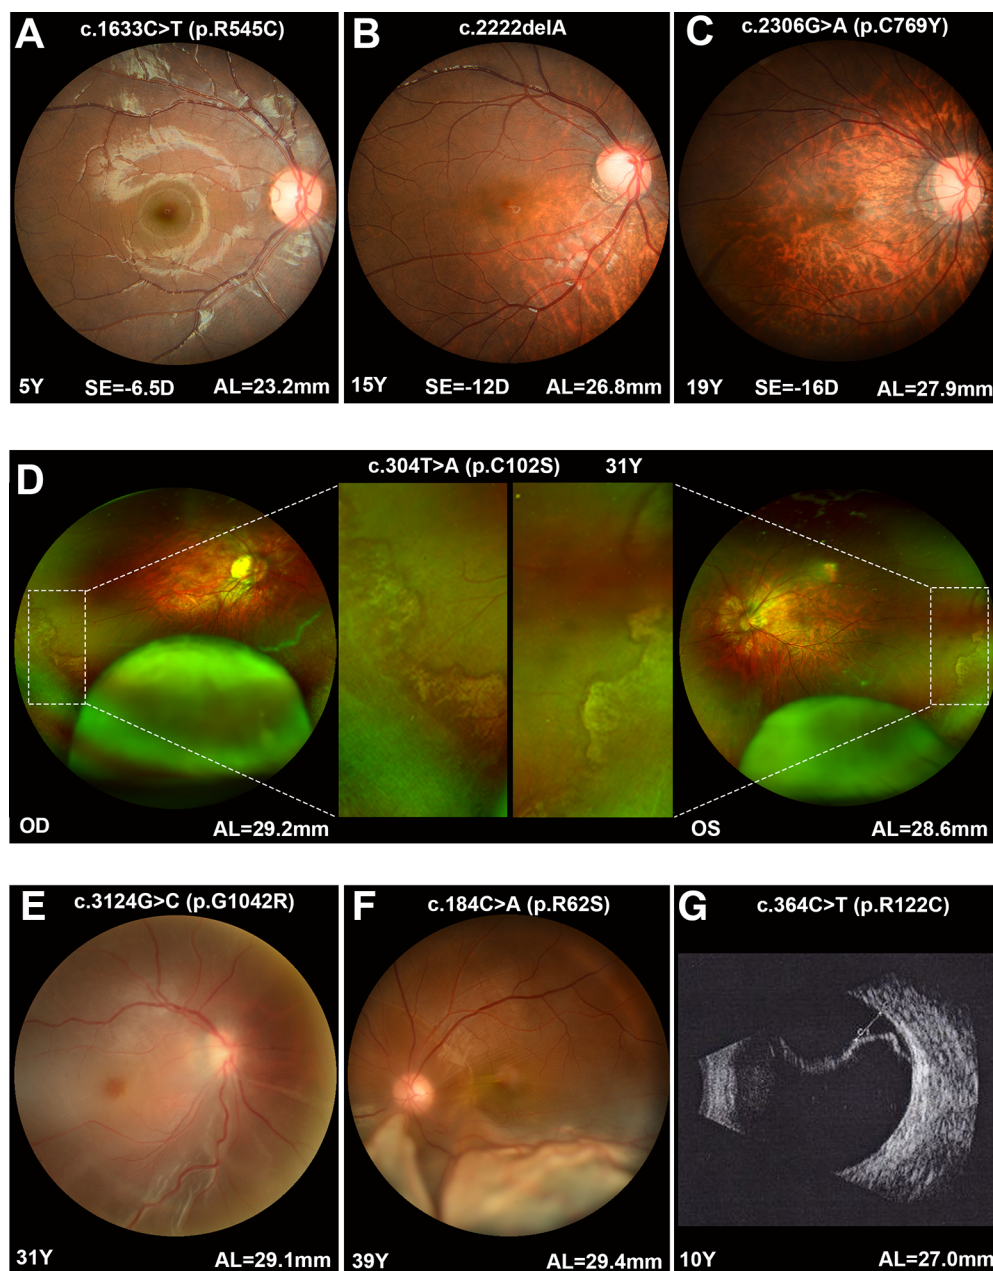 A
c.1633C>T (p.R545C)
5Y SE=-6.5D AL=23.2mm
B
c.2222delA
15Y SE=-12D AL=26.8mm
C
c.2306G>A (p.C769Y)
19Y SE=-16D AL=27.9mm
D
c.304T>A (p.C102S) 31Y
OD AL=29.2mm
OS AL=28.6mm
E
c.3124G>C (p.G1042R)
31Y AL=29.1mm
F
c.184C>A (p.R62S)
39Y AL=29.4mm
G
c.364C>T (p.R122C)
10Y AL=27.0mm